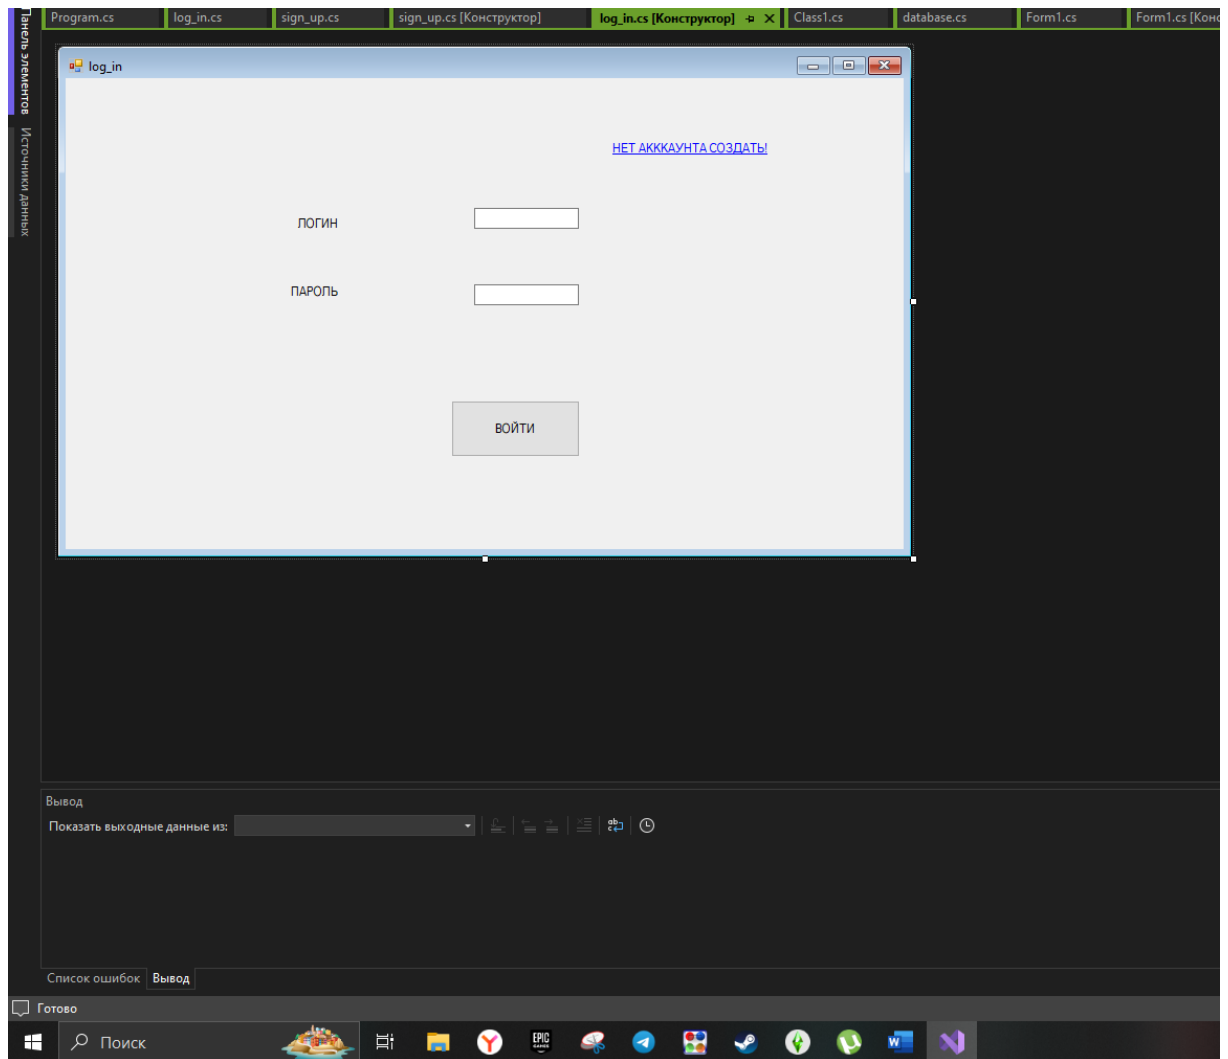 Program.cs log_in.cs sign_up.cs sign_up.cs [Конструктор] log_in.cs [Конструктор] Class1.cs database.cs Form1.cs Form1.cs [Конс
Панель элементов
Источники данных
log_in
НЕТ АКККАУНТА СОЗДАТЬ!
ЛОГИН
ПАРОЛЬ
ВОЙТИ
Вывод
Показать выходные данные из:
Список ошибок Вывод
Готово
Поиск